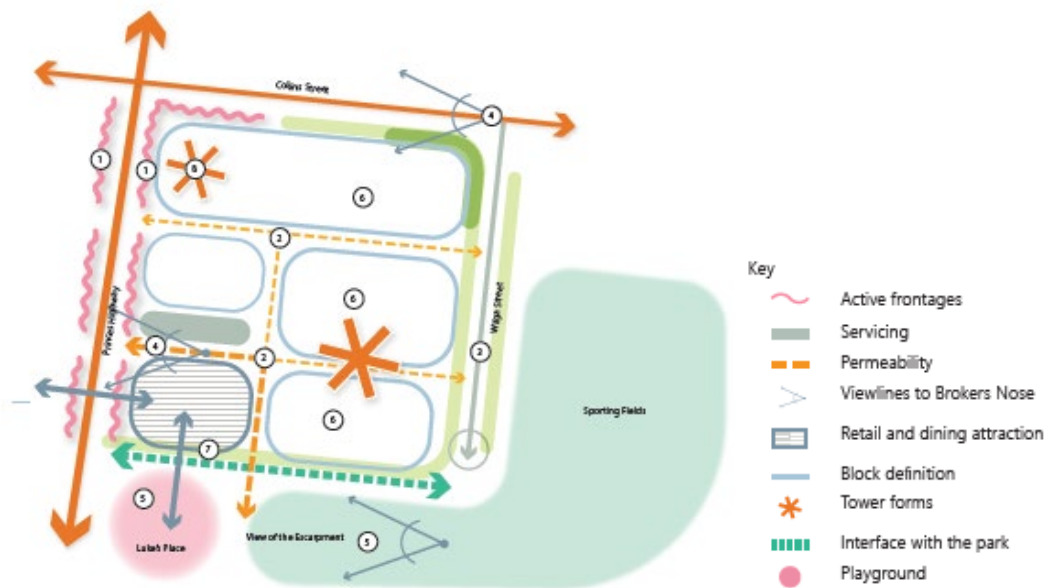 Collins Street
4
1
1
8
6
2
6
Princes Highway
Wilga Street
4
2
2
6
Sporting Fields
7
5
Luke's Place
View of the Escarpment
5
Key
Active frontages
Servicing
Permeability
Viewlines to Brokers Nose
Retail and dining attraction
Block definition
Tower forms
Interface with the park
Playground